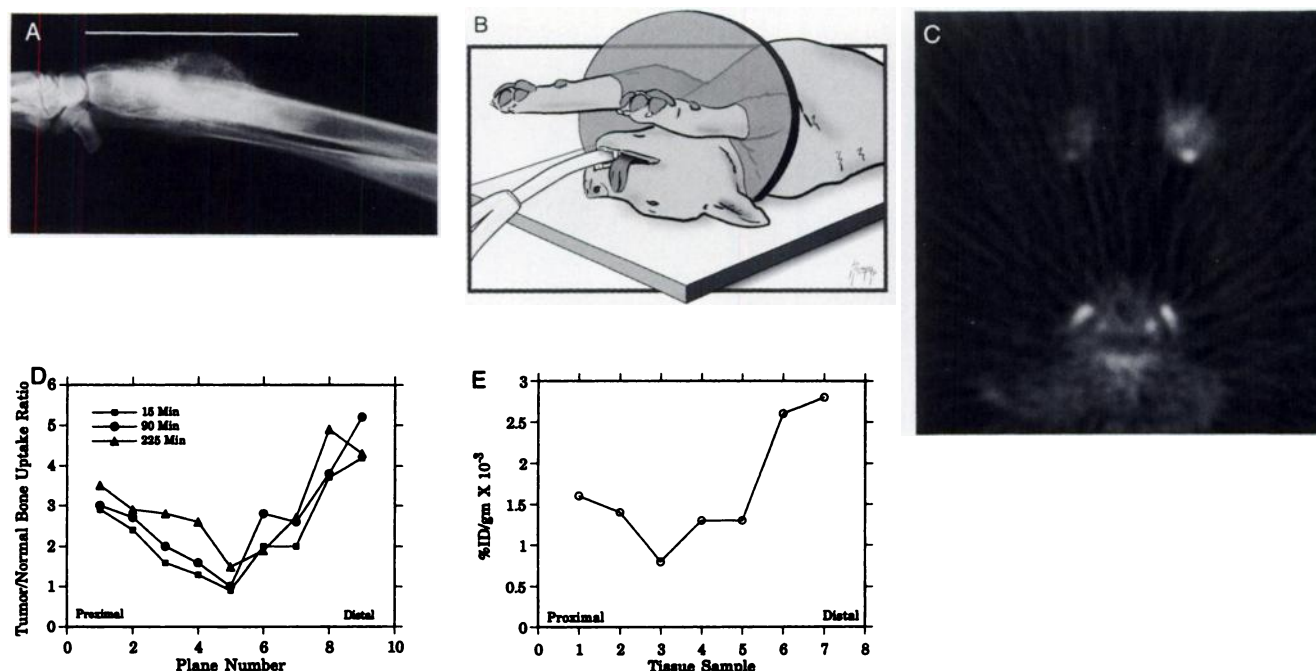 A
B
C
D
6
5
4
3
2
1
0
Tumor/Normal Bone Uptake Ratio
15 Min
90 Min
225 Min
Proximal
Distal
0 2 4 6 8 10
Plane Number
E
3
2.5
2
1.5
1
0.5
0
%ID/gm X 10⁻³
Proximal
Distal
0 1 2 3 4 5 6 7 8
Tissue Sample